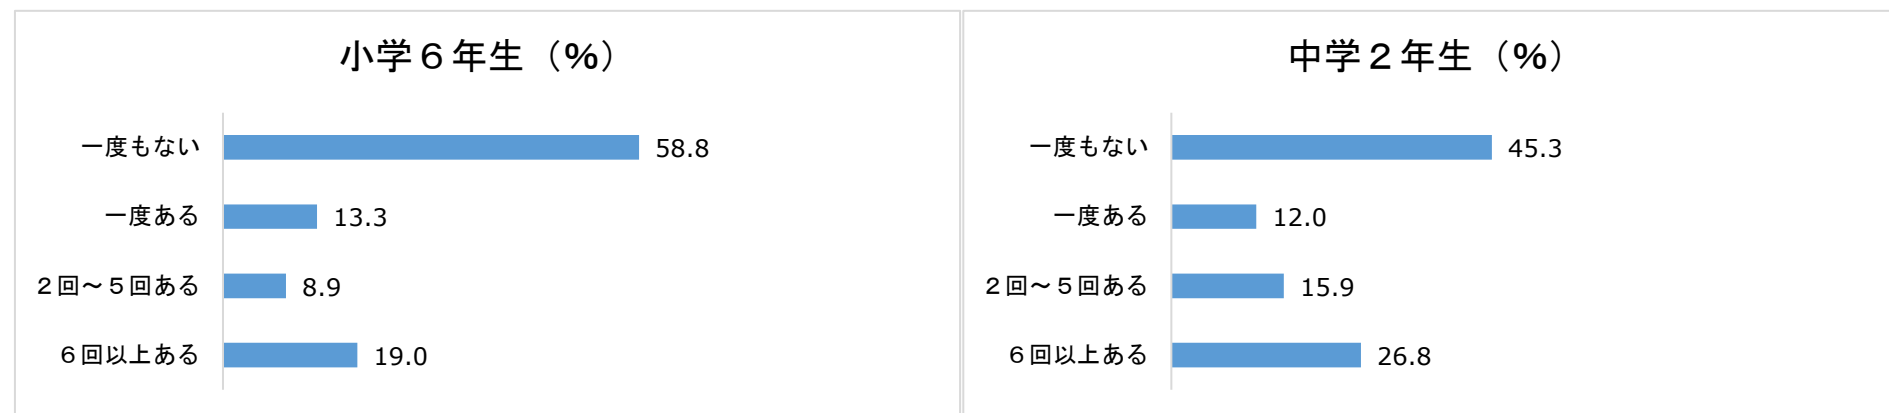 小学６年生（%）
一度もない 58.8
一度ある 13.3
２回～５回ある 8.9
６回以上ある 19.0
中学２年生（%）
一度もない 45.3
一度ある 12.0
２回～５回ある 15.9
６回以上ある 26.8